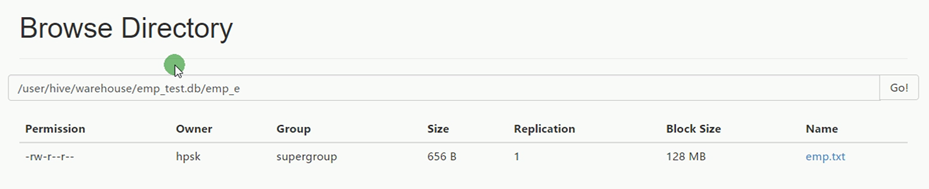 Browse Directory
/user/hive/warehouse/emp_test.db/emp_e Go!
Permission Owner Group Size Replication Block Size Name
-rw-r--r-- hpsk supergroup 656 B 1 128 MB emp.txt